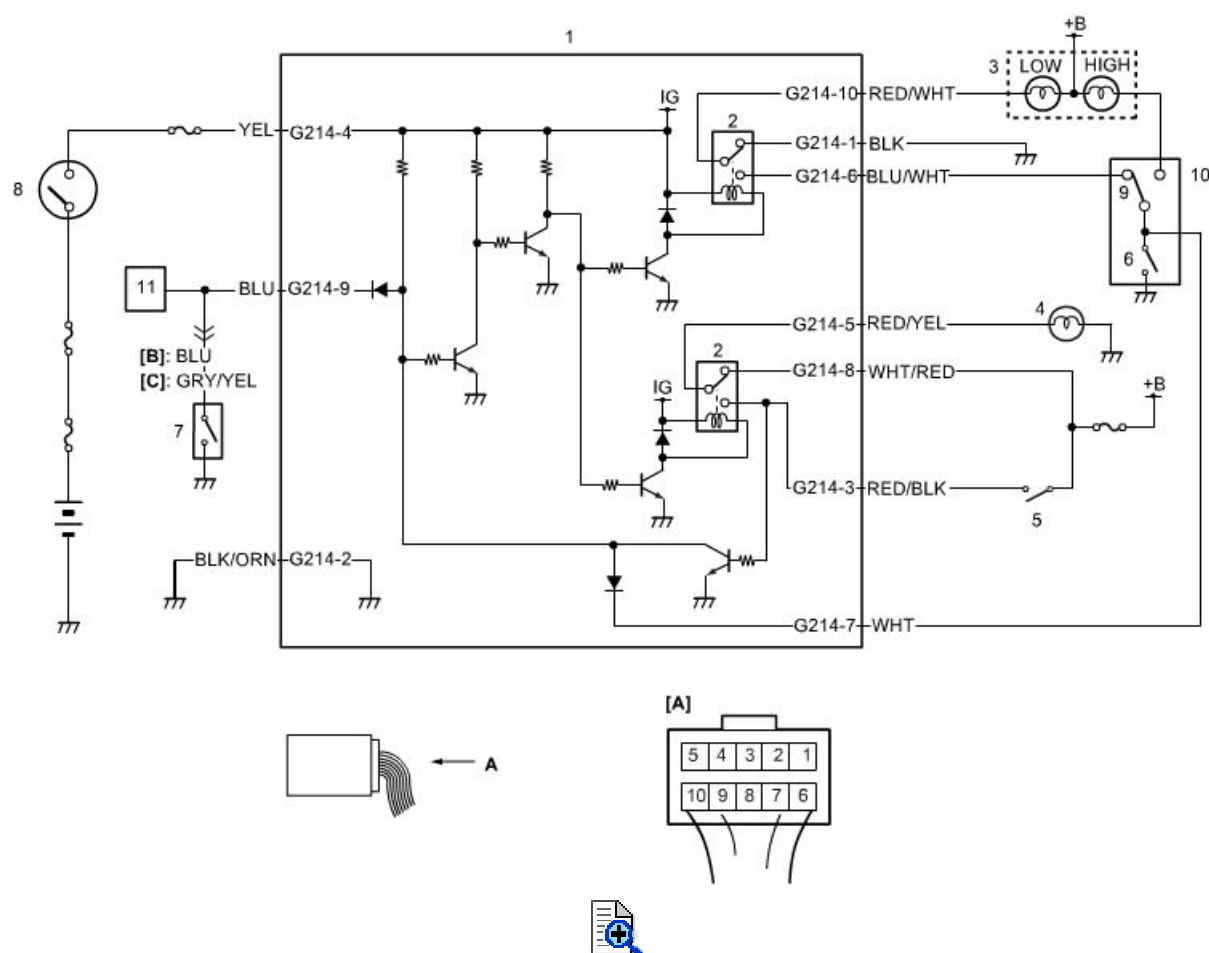 1
+B
3 LOW HIGH
G214-10 RED/WHT
IG
2
G214-1 BLK
YEL G214-4
G214-6 BLU/WHT
10
8
9
6
11
BLU G214-9
4
G214-5 RED/YEL
2
[B]: BLU
G214-8 WHT/RED
[C]: GRY/YEL
IG
+B
7
G214-3 RED/BLK
5
BLK/ORN G214-2
G214-7 WHT
[A]
A
5 4 3 2 1
10 9 8 7 6